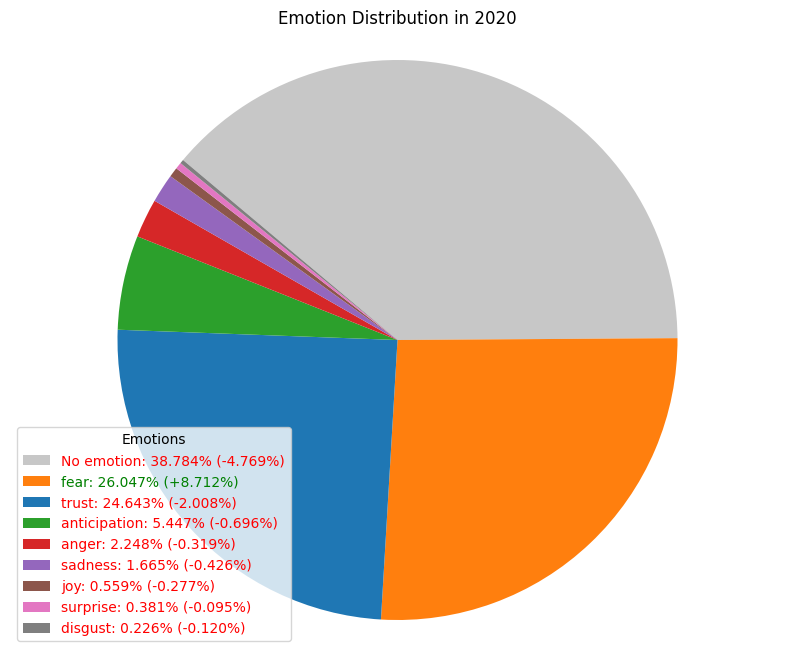 Emotion Distribution in 2020
Emotions
No emotion: 38.784% (-4.769%)
fear: 26.047% (+8.712%)
trust: 24.643% (-2.008%)
anticipation: 5.447% (-0.696%)
anger: 2.248% (-0.319%)
sadness: 1.665% (-0.426%)
joy: 0.559% (-0.277%)
surprise: 0.381% (-0.095%)
disgust: 0.226% (-0.120%)